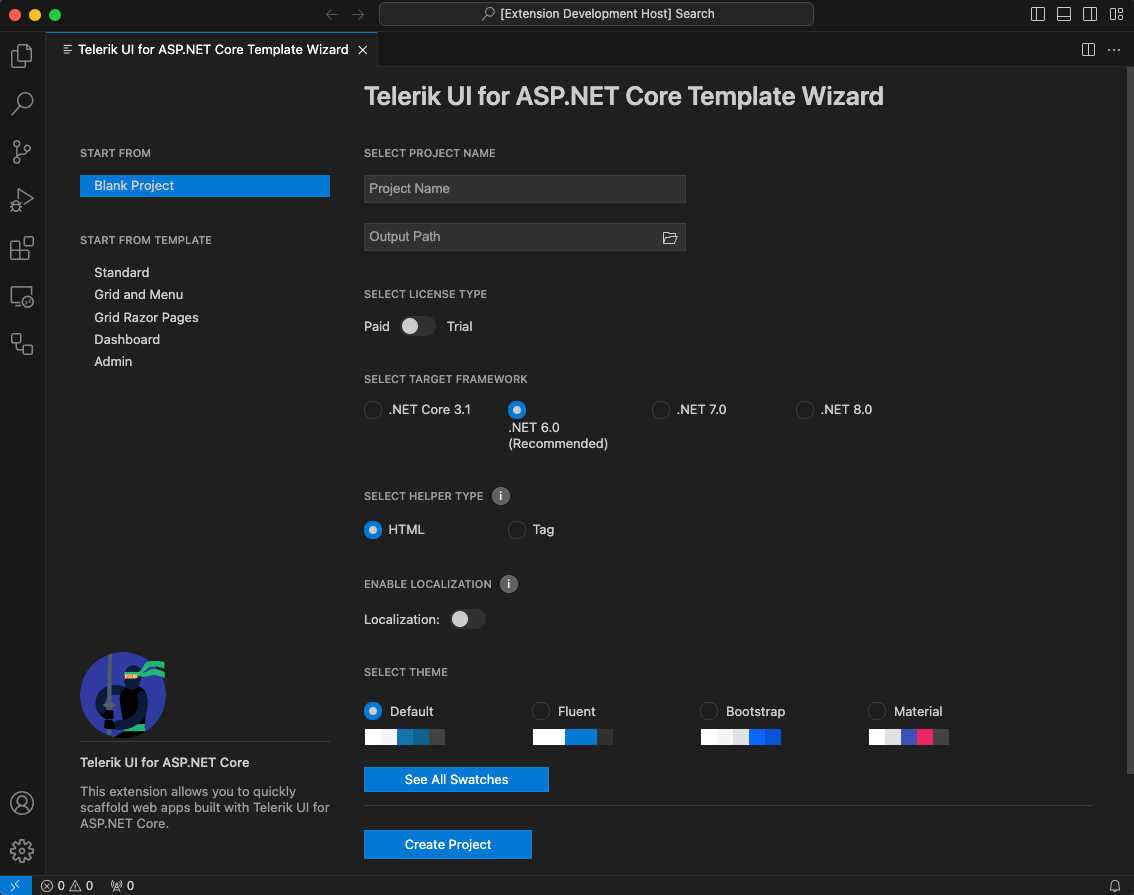 [Extension Development Host] Search
Telerik UI for ASP.NET Core Template Wizard
Telerik UI for ASP.NET Core Template Wizard
START FROM
Blank Project
START FROM TEMPLATE
Standard
Grid and Menu
Grid Razor Pages
Dashboard
Admin
Telerik UI for ASP.NET Core
This extension allows you to quickly
scaffold web apps built with Telerik UI for
ASP.NET Core.
SELECT PROJECT NAME
Project Name
Output Path
SELECT LICENSE TYPE
Paid Trial
SELECT TARGET FRAMEWORK
.NET Core 3.1 .NET 6.0 (Recommended) .NET 7.0 .NET 8.0
SELECT HELPER TYPE i
HTML Tag
ENABLE LOCALIZATION i
Localization:
SELECT THEME
Default Fluent Bootstrap Material
See All Swatches
Create Project
0 0 0